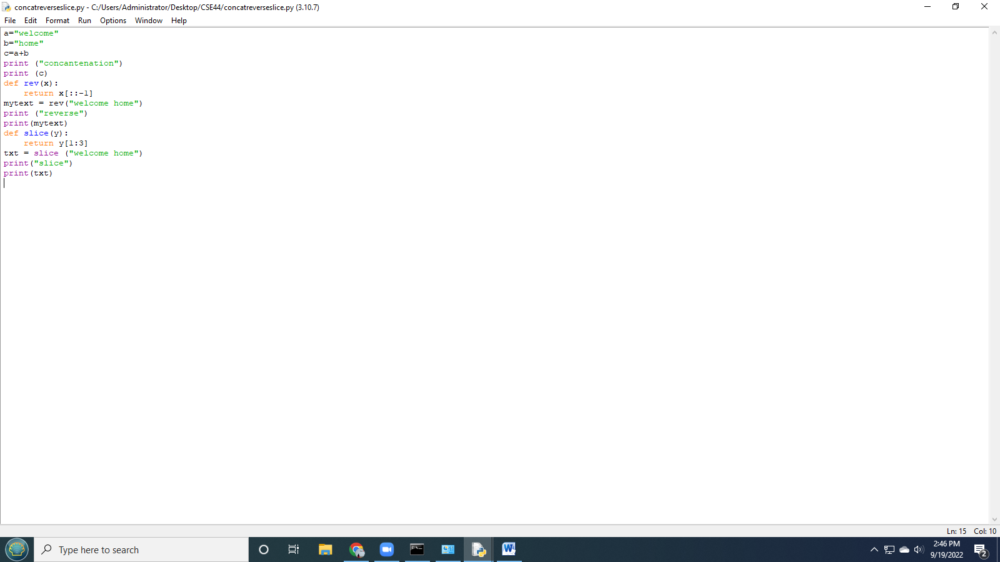 concatreverseslice.py - C:/Users/Administrator/Desktop/CSE44/concatreverseslice.py (3.10.7)
File Edit Format Run Options Window Help
a="welcome"
b="home"
c=a+b
print ("concantenation")
print (c)
def rev(x):
    return x[::-1]
mytext = rev("welcome home")
print ("reverse")
print(mytext)
def slice(y):
    return y[1:3]
txt = slice ("welcome home")
print("slice")
print(txt)
Ln: 15 Col: 10
Type here to search
2:46 PM
9/19/2022
2